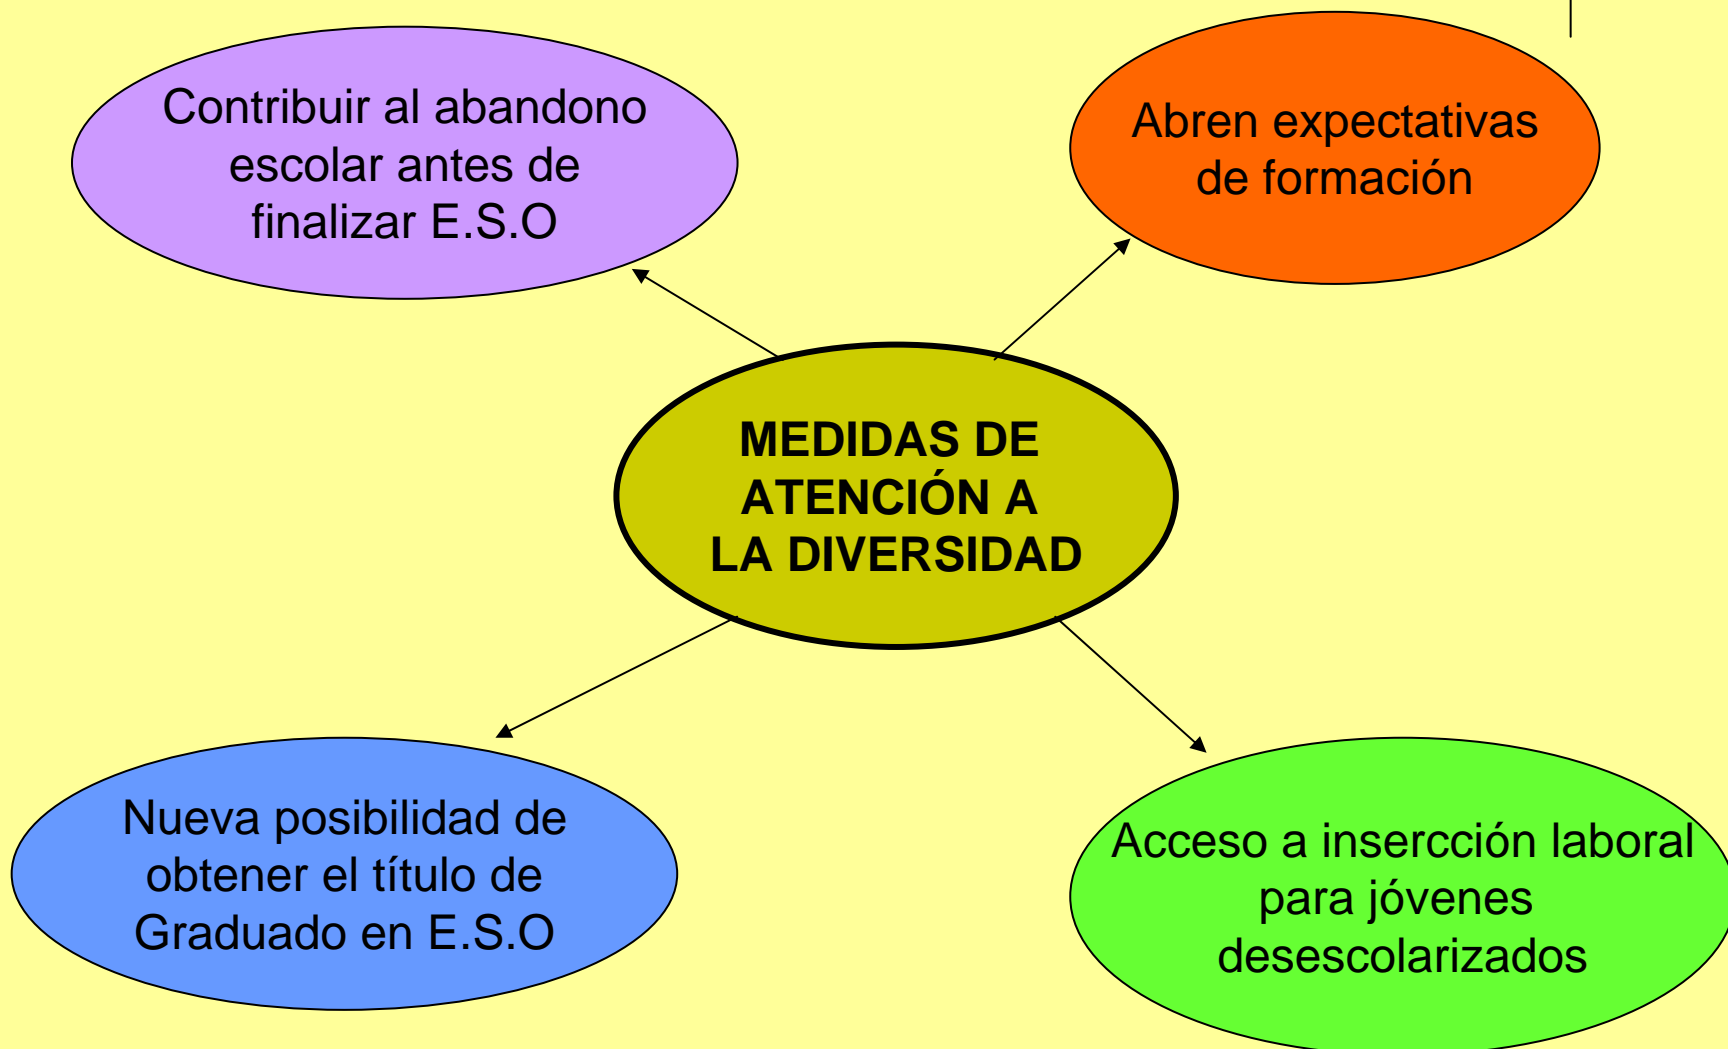 Contribuir al abandono
escolar antes de
finalizar E.S.O
Abren expectativas
de formación
MEDIDAS DE
ATENCIÓN A
LA DIVERSIDAD
Nueva posibilidad de
obtener el título de
Graduado en E.S.O
Acceso a insercción laboral
para jóvenes
desescolarizados